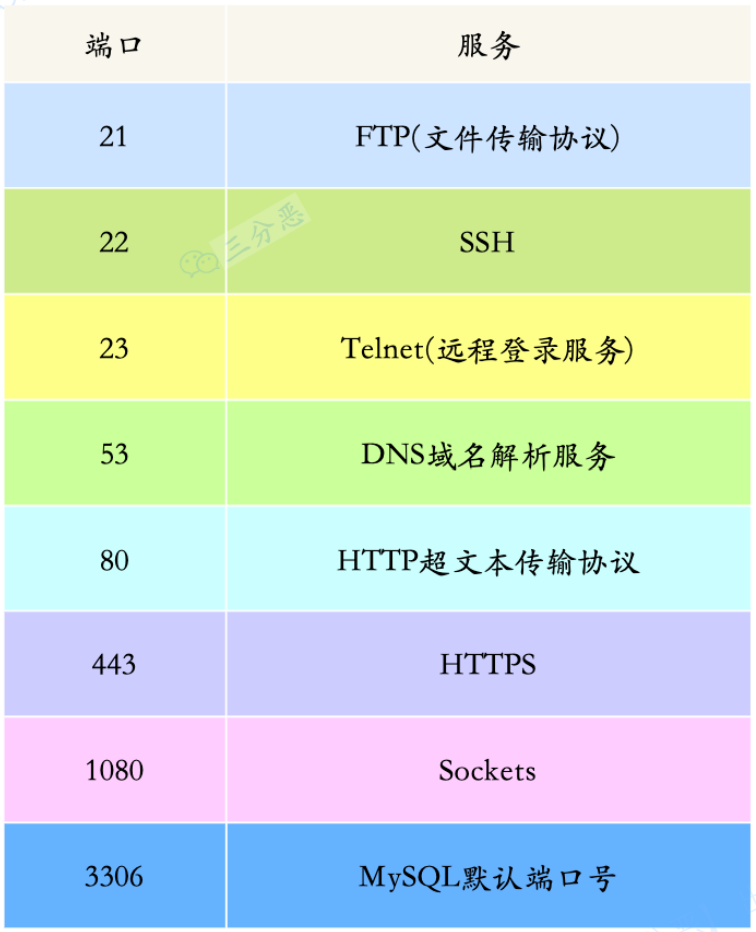 端口 服务
21 FTP(文件传输协议)
22 SSH
三分恶
23 Telnet(远程登录服务)
53 DNS域名解析服务
80 HTTP超文本传输协议
443 HTTPS
1080 Sockets
3306 MySQL默认端口号